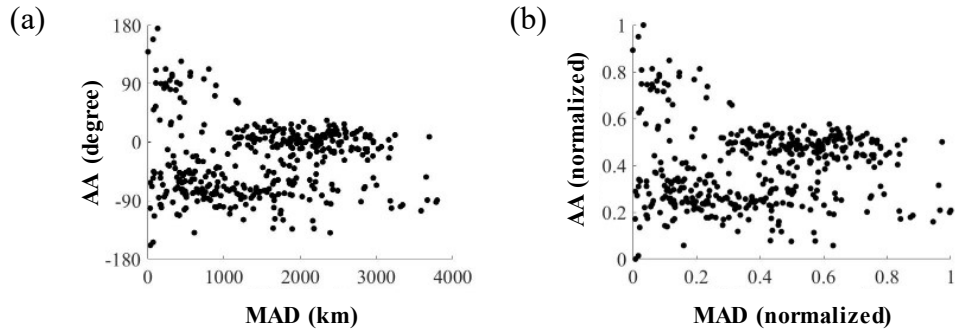 (a)
180
90
0
-90
-180
AA (degree)
0 1000 2000 3000 4000
MAD (km)
(b)
1
0.8
0.6
0.4
0.2
0
AA (normalized)
0 0.2 0.4 0.6 0.8 1
MAD (normalized)